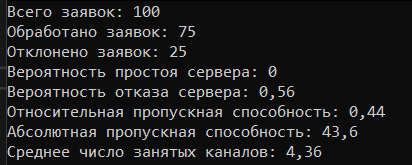 Всего заявок: 100
Обработано заявок: 75
Отклонено заявок: 25
Вероятность простоя сервера: 0
Вероятность отказа сервера: 0,56
Относительная пропускная способность: 0,44
Абсолютная пропускная способность: 43,6
Среднее число занятых каналов: 4,36